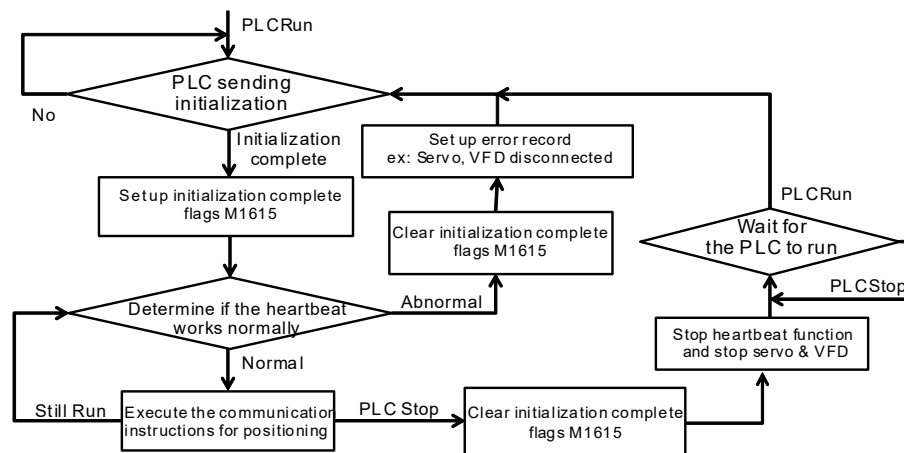 PLCRun
PLC sending
initialization
No
Initialization
complete
Set up error record
ex: Servo, VFD disconnected
Set up initialization complete
flags M1615
PLCRun
Clear initialization complete
flags M1615
Wait for
the PLC to run
Determine if the heartbeat
works normally
Abnormal
PLCStop
Stop heartbeat function
and stop servo & VFD
Normal
Still Run
Execute the communication
instructions for positioning
PLC Stop
Clear initialization complete
flags M1615